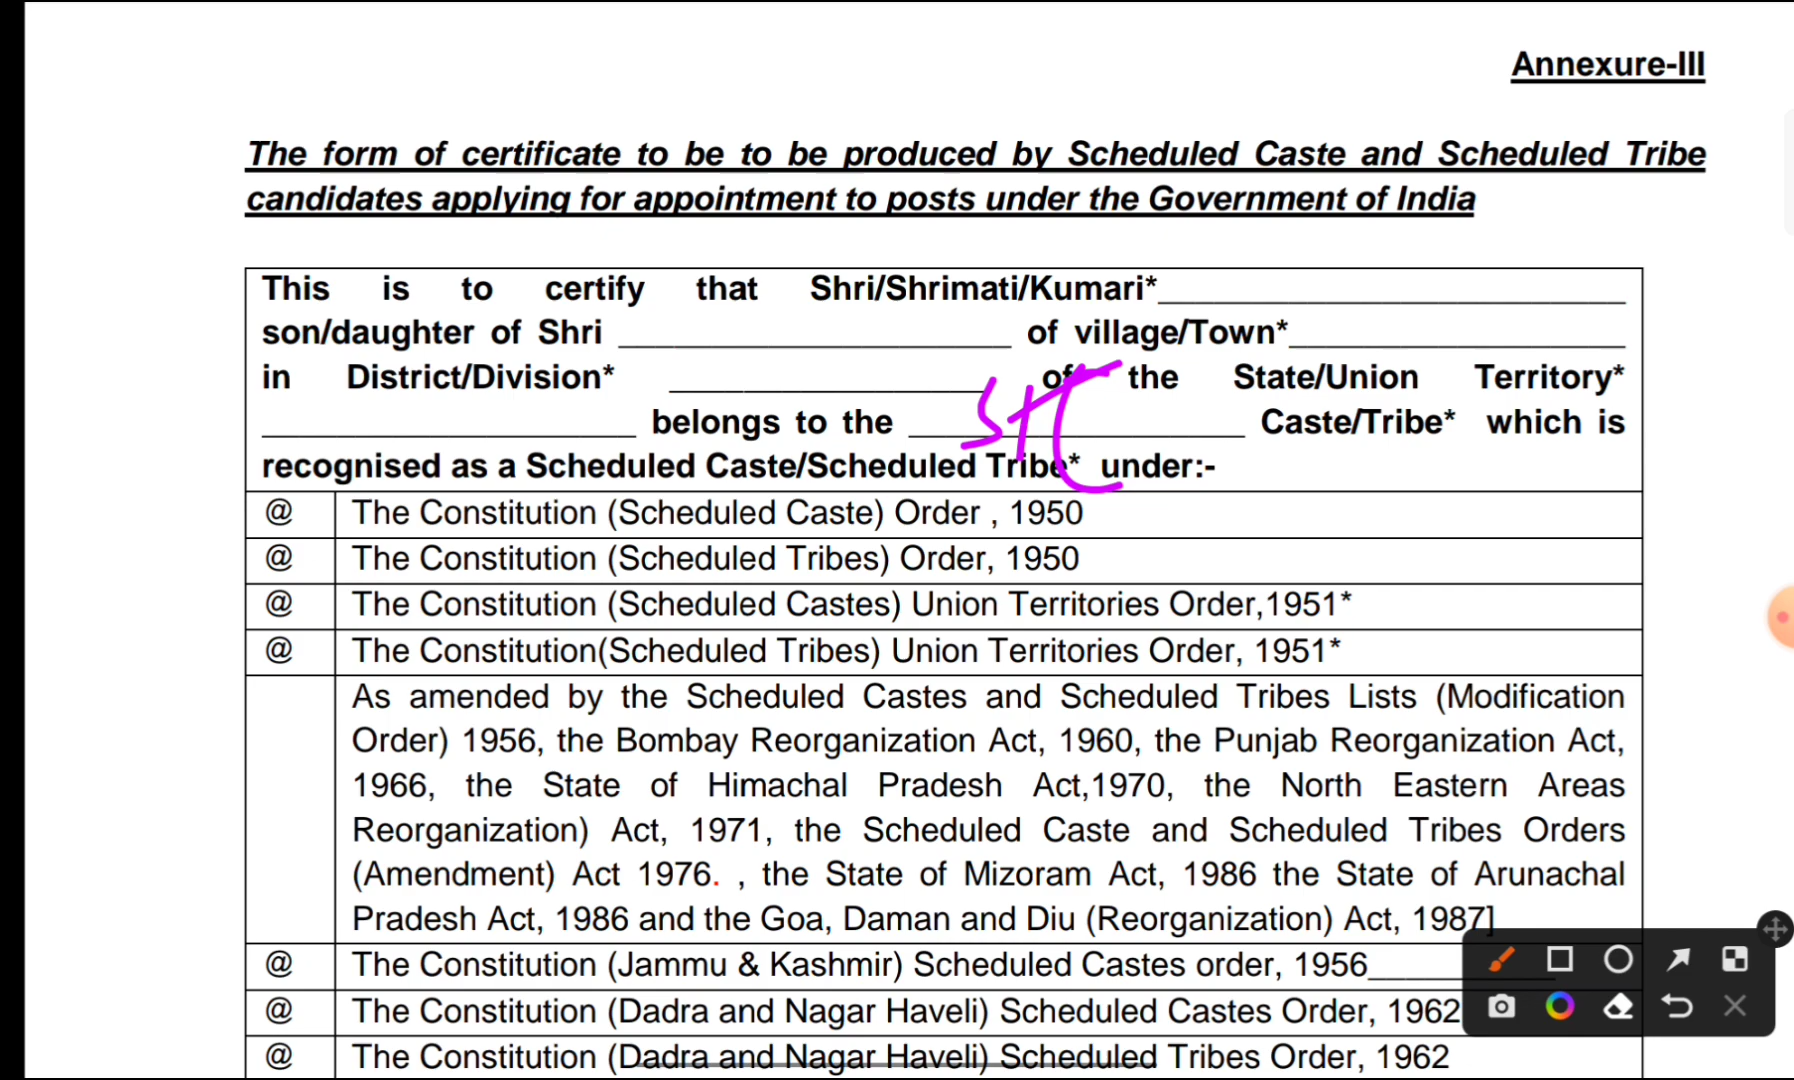 Annexure-III
The form of certificate to be to be produced by Scheduled Caste and Scheduled Tribe
candidates applying for appointment to posts under the Government of India
This is to certify that Shri/Shrimati/Kumari*_________________________
son/daughter of Shri _____________________ of village/Town*__________________
in District/Division* _________________ of the State/Union Territory*
____________________ belongs to the __________________ Caste/Tribe* which is
recognised as a Scheduled Caste/Scheduled Tribe* under:-
@ The Constitution (Scheduled Caste) Order , 1950
@ The Constitution (Scheduled Tribes) Order, 1950
@ The Constitution (Scheduled Castes) Union Territories Order,1951*
@ The Constitution(Scheduled Tribes) Union Territories Order, 1951*
As amended by the Scheduled Castes and Scheduled Tribes Lists (Modification
Order) 1956, the Bombay Reorganization Act, 1960, the Punjab Reorganization Act,
1966, the State of Himachal Pradesh Act,1970, the North Eastern Areas
Reorganization) Act, 1971, the Scheduled Caste and Scheduled Tribes Orders
(Amendment) Act 1976. , the State of Mizoram Act, 1986 the State of Arunachal
Pradesh Act, 1986 and the Goa, Daman and Diu (Reorganization) Act, 1987]
@ The Constitution (Jammu & Kashmir) Scheduled Castes order, 1956____
@ The Constitution (Dadra and Nagar Haveli) Scheduled Castes Order, 1962
@ The Constitution (Dadra and Nagar Haveli) Scheduled Tribes Order, 1962